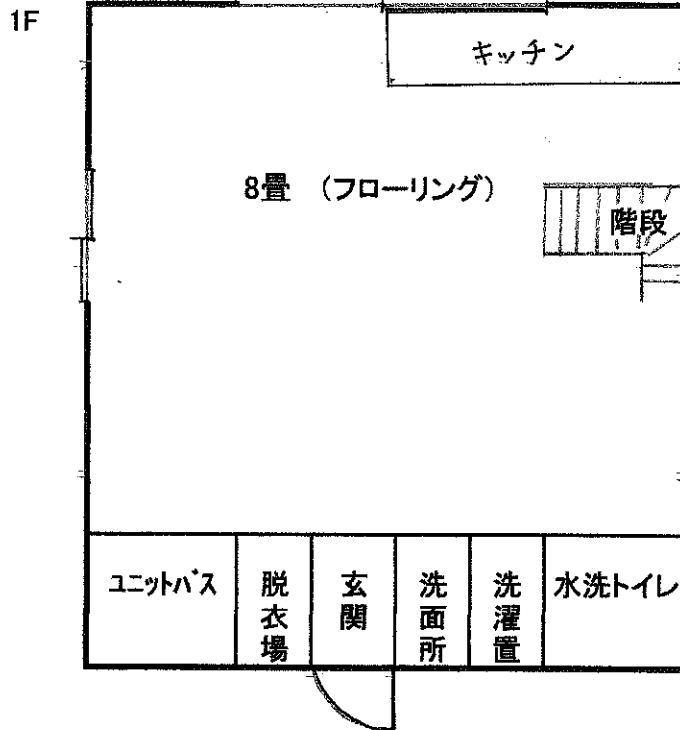 1F
キッチン
8畳 （フローリング）
階段
ユニットバス
脱衣場
玄関
洗面所
洗濯置
水洗トイレ